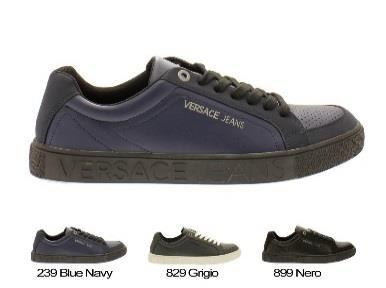 VERSACE JEANS
VERSACE JEANS
239 Blue Navy
829 Grigio
899 Nero